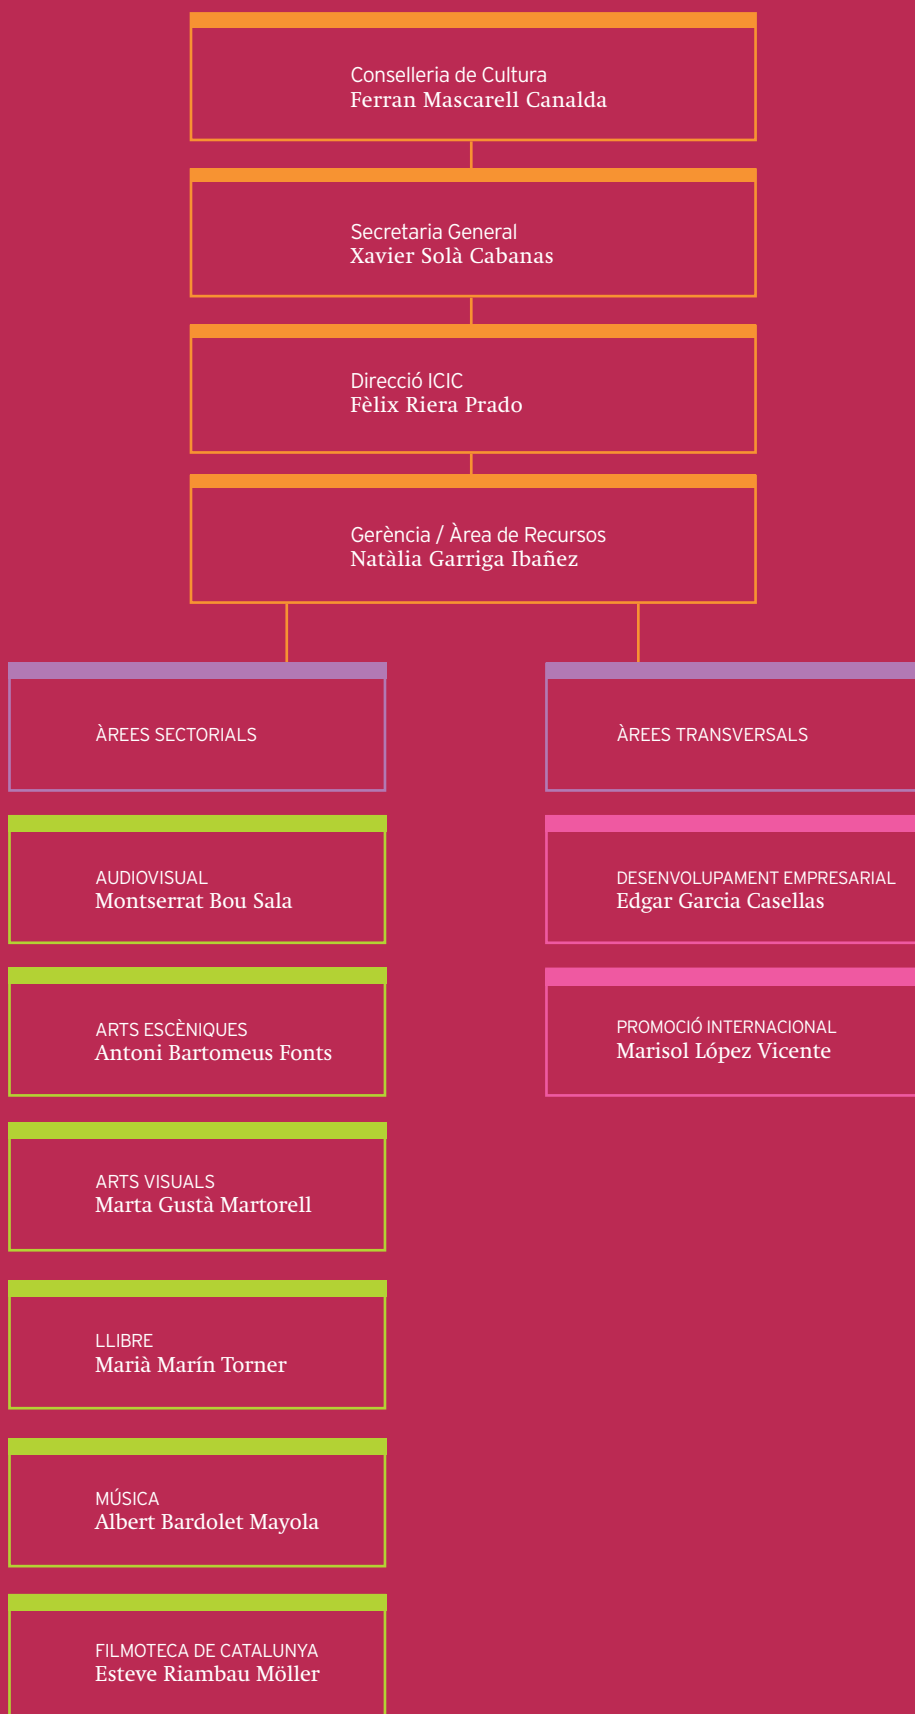 Conselleria de Cultura
Ferran Mascarell Canalda
Secretaria General
Xavier Solà Cabanas
Direcció ICIC
Fèlix Riera Prado
Gerència / Àrea de Recursos
Natàlia Garriga Ibañez
ÀREES SECTORIALS
AUDIOVISUAL
Montserrat Bou Sala
ARTS ESCÈNIQUES
Antoni Bartomeus Fonts
ARTS VISUALS
Marta Gustà Martorell
LLIBRE
Marià Marín Torner
MÚSICA
Albert Bardolet Mayola
FILMOTECA DE CATALUNYA
Esteve Riambau Möller
ÀREES TRANSVERSALS
DESENVOLUPAMENT EMPRESARIAL
Edgar Garcia Casellas
PROMOCIÓ INTERNACIONAL
Marisol López Vicente